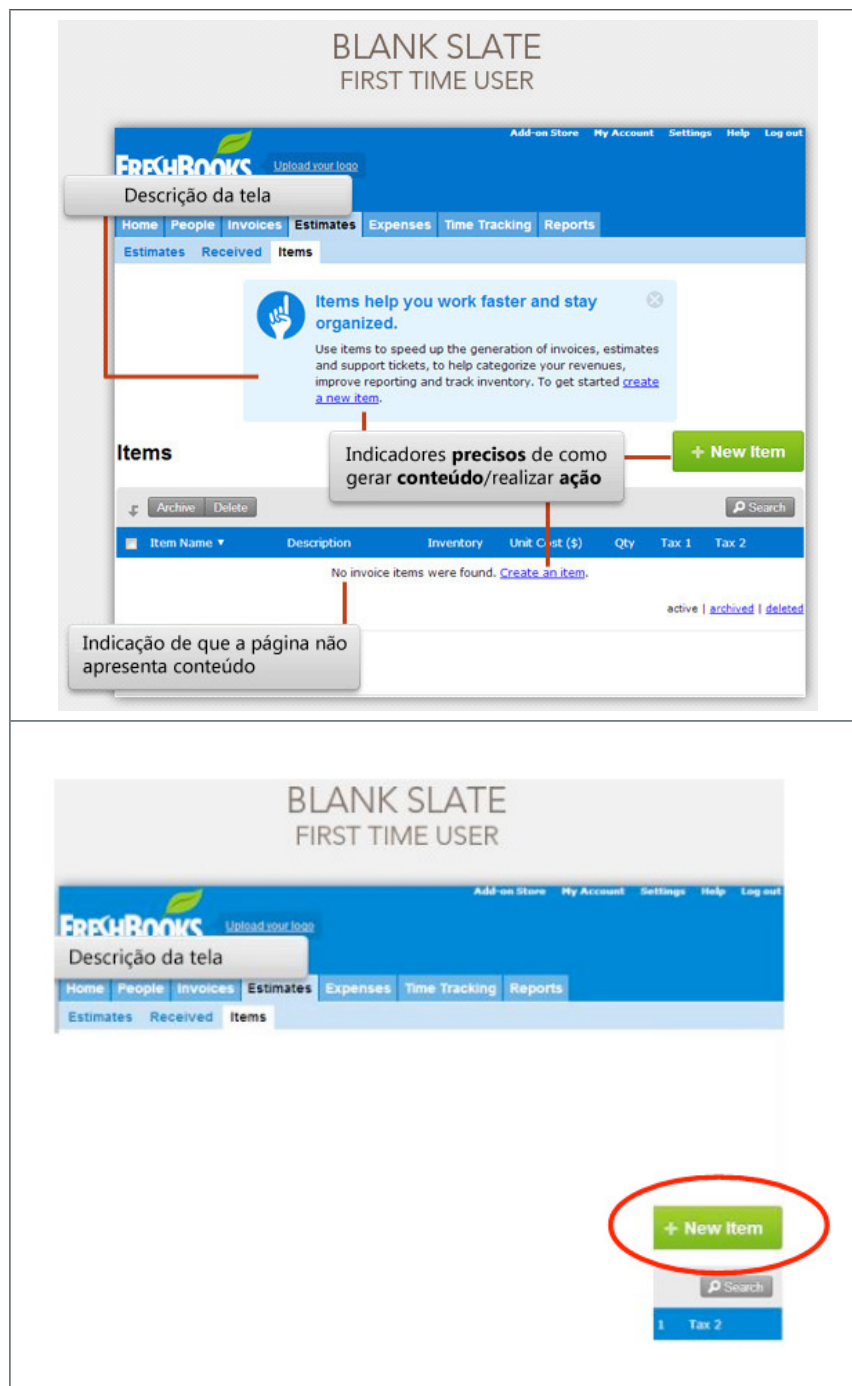 BLANK SLATE
FIRST TIME USER
Add-on Store My Account Settings Help Log out
FRESHBOOKS Upload your logo
Descrição da tela
Home People Invoices Estimates Expenses Time Tracking Reports
Estimates Received Items
Items help you work faster and stay
organized.
Use items to speed up the generation of invoices, estimates
and support tickets, to help categorize your revenues,
improve reporting and track inventory. To get started create
a new item.
Items
Indicadores precisos de como
gerar conteúdo/realizar ação
+ New Item
Archive Delete
Search
Item Name ▼ Description Inventory Unit Cost ($) Qty Tax 1 Tax 2
No invoice items were found. Create an item.
active | archived | deleted
Indicação de que a página não
apresenta conteúdo
BLANK SLATE
FIRST TIME USER
Add-on Store My Account Settings Help Log out
FRESHBOOKS Upload your logo
Descrição da tela
Home People Invoices Estimates Expenses Time Tracking Reports
Estimates Received Items
+ New Item
Search
1 Tax 2